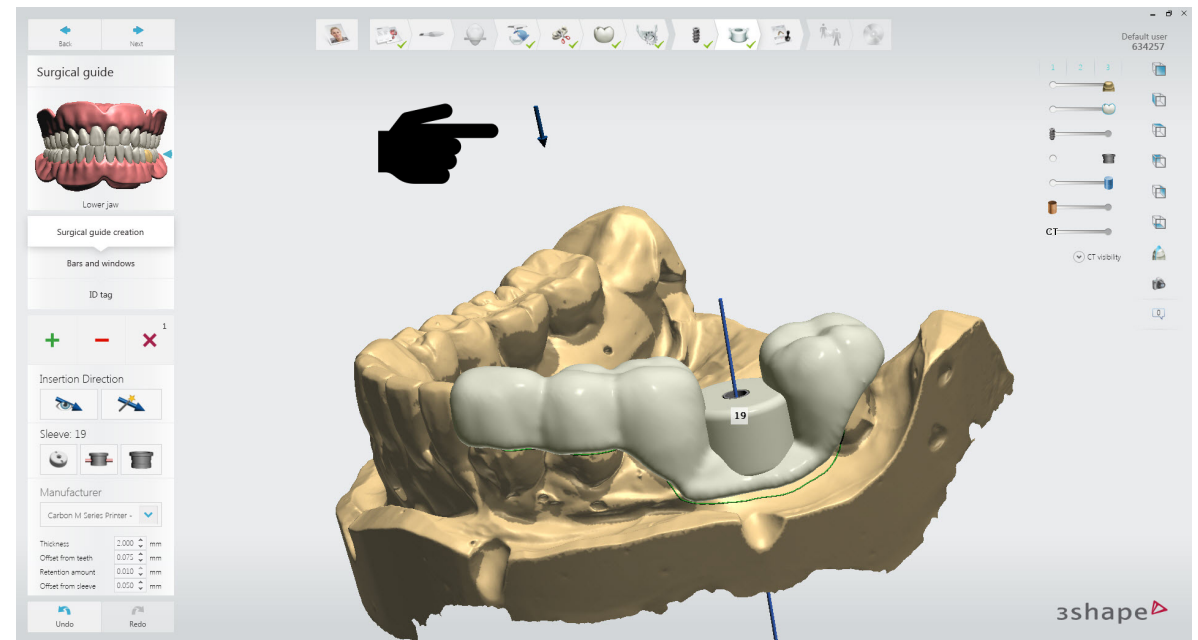 Back
Next
Default user
634257
Surgical guide
1 2 3
Lower jaw
Surgical guide creation
Bars and windows
ID tag
CT
CT visibility
1
Insertion Direction
Sleeve: 19
19
Manufacturer
Carbon M Series Printer -
Thickness 2.000 mm
Offset from teeth 0.075 mm
Retention amount 0.010 mm
Offset from sleeve 0.050 mm
Undo
Redo
3shape